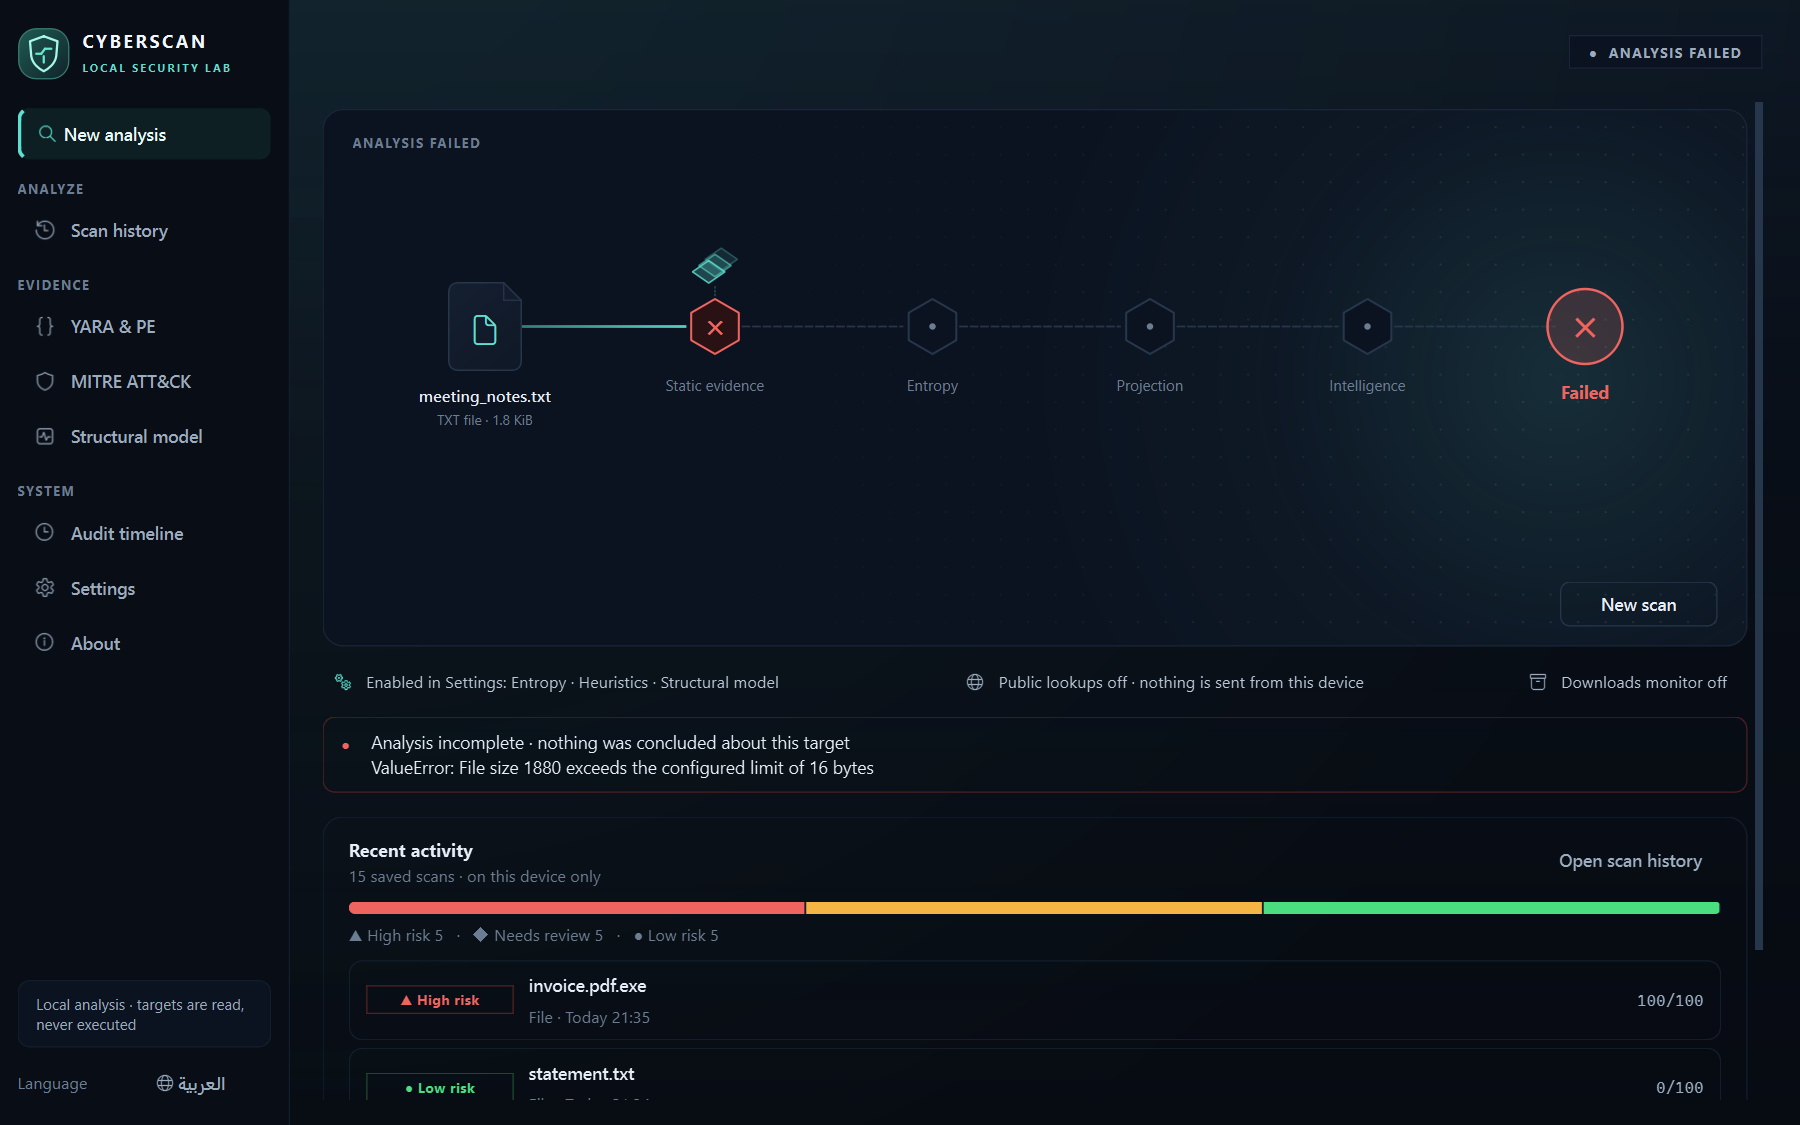 CYBERSCAN
LOCAL SECURITY LAB
New analysis
ANALYZE
Scan history
EVIDENCE
YARA & PE
MITRE ATT&CK
Structural model
SYSTEM
Audit timeline
Settings
About
Local analysis · targets are read,
never executed
Language
العربية
• ANALYSIS FAILED
ANALYSIS FAILED
meeting_notes.txt
TXT file · 1.8 KiB
Static evidence
Entropy
Projection
Intelligence
Failed
New scan
Enabled in Settings: Entropy · Heuristics · Structural model
Public lookups off · nothing is sent from this device
Downloads monitor off
Analysis incomplete · nothing was concluded about this target
ValueError: File size 1880 exceeds the configured limit of 16 bytes
Recent activity
15 saved scans · on this device only
Open scan history
▲ High risk 5 · ◆ Needs review 5 · ● Low risk 5
▲ High risk
invoice.pdf.exe
File · Today 21:35
100/100
● Low risk
statement.txt
0/100